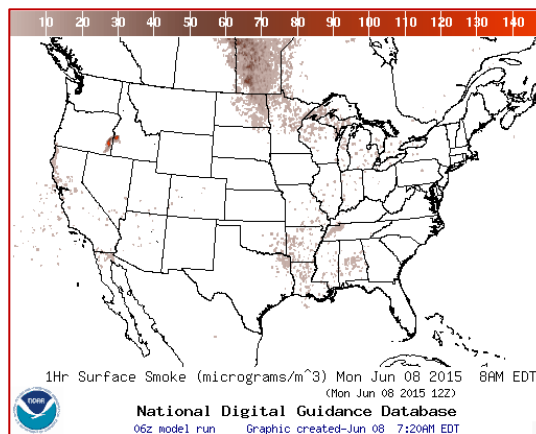 10 20 30 40 50 60 70 80 90 100 110 120 130 140
1Hr Surface Smoke (micrograms/m^3) Mon Jun 08 2015 8AM EDT
(Mon Jun 08 2015 12Z)
NOAA
National Digital Guidance Database
06z model run Graphic created-Jun 08 7:20AM EDT